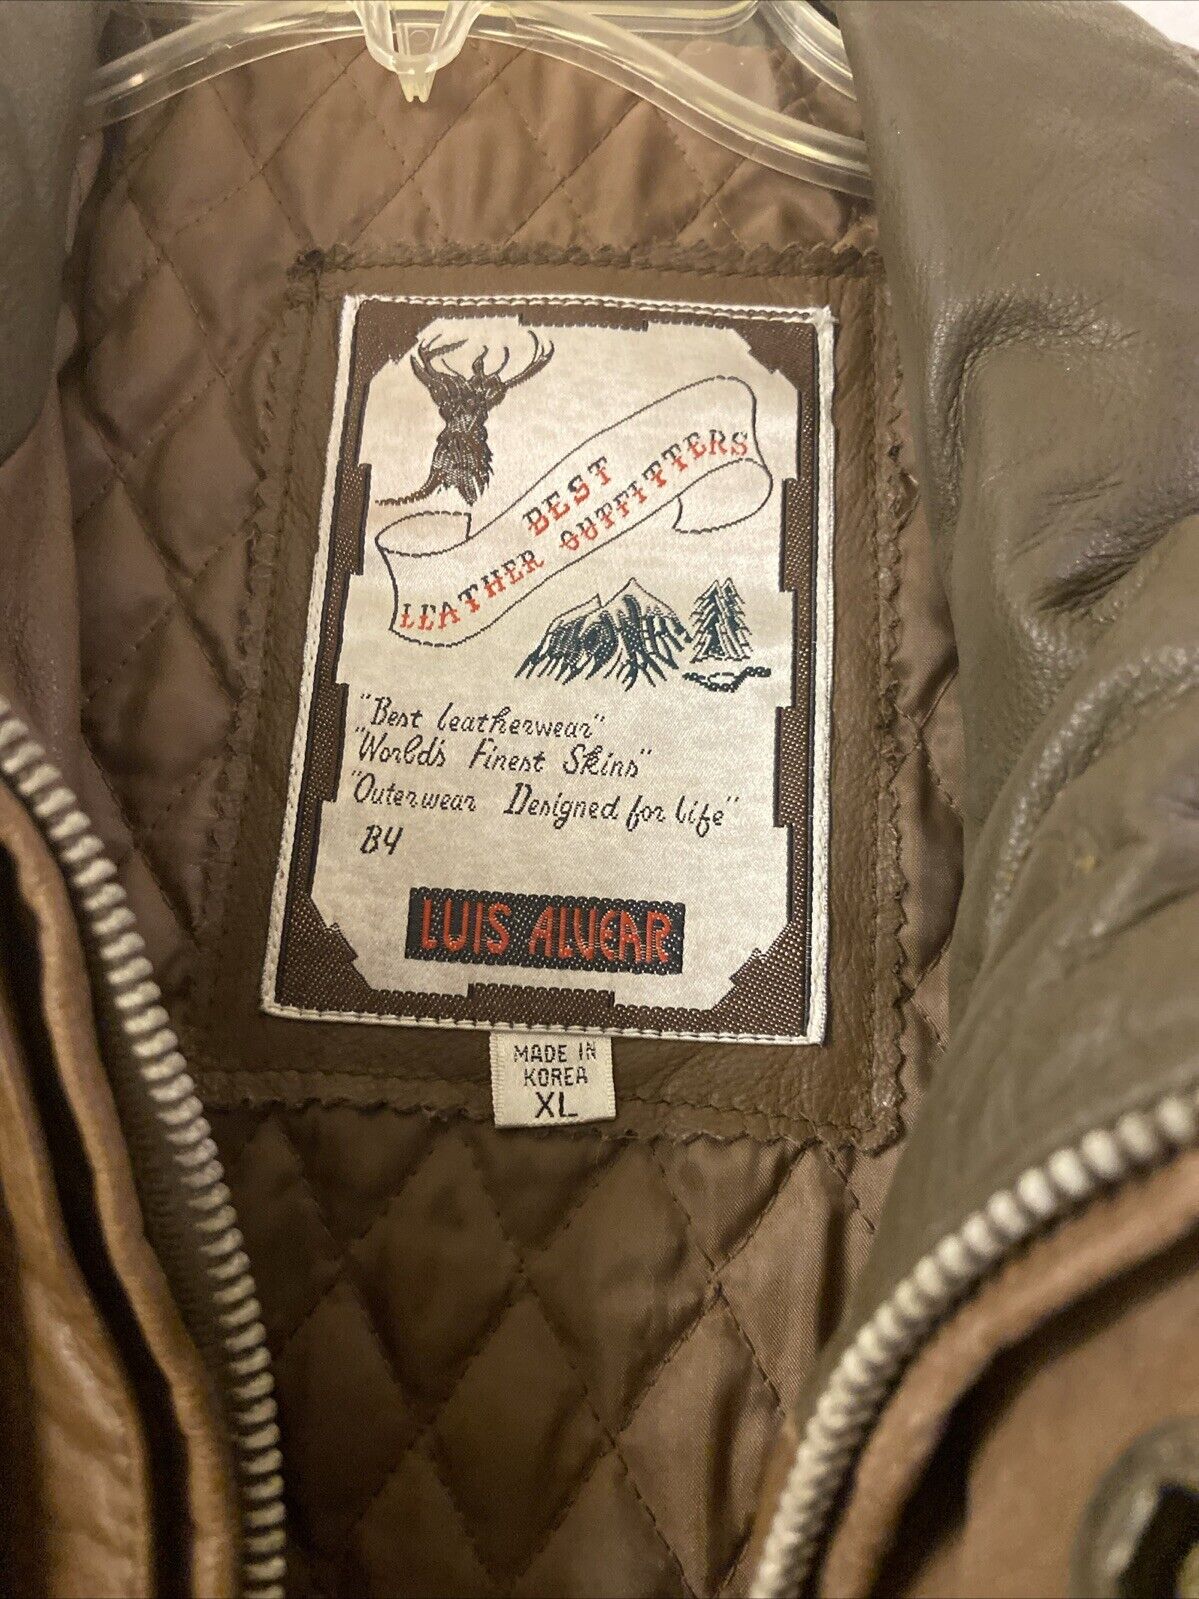 BEST
LEATHER OUTFITTERS
"Best Leatherwear"
"World's Finest Skins"
"Outerwear Designed for Life"
BY
LUIS ALVEAR
MADE IN
KOREA
XL